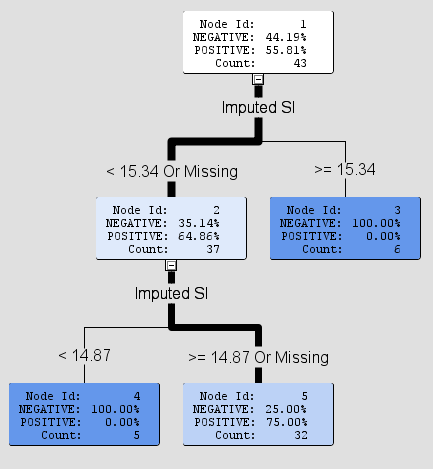 Node Id: 1
NEGATIVE: 44.19%
POSITIVE: 55.81%
Count: 43
Imputed SI
< 15.34 Or Missing
>= 15.34
Node Id: 2
NEGATIVE: 35.14%
POSITIVE: 64.86%
Count: 37
Node Id: 3
NEGATIVE: 100.00%
POSITIVE: 0.00%
Count: 6
Imputed SI
< 14.87
>= 14.87 Or Missing
Node Id: 4
NEGATIVE: 100.00%
POSITIVE: 0.00%
Count: 5
Node Id: 5
NEGATIVE: 25.00%
POSITIVE: 75.00%
Count: 32